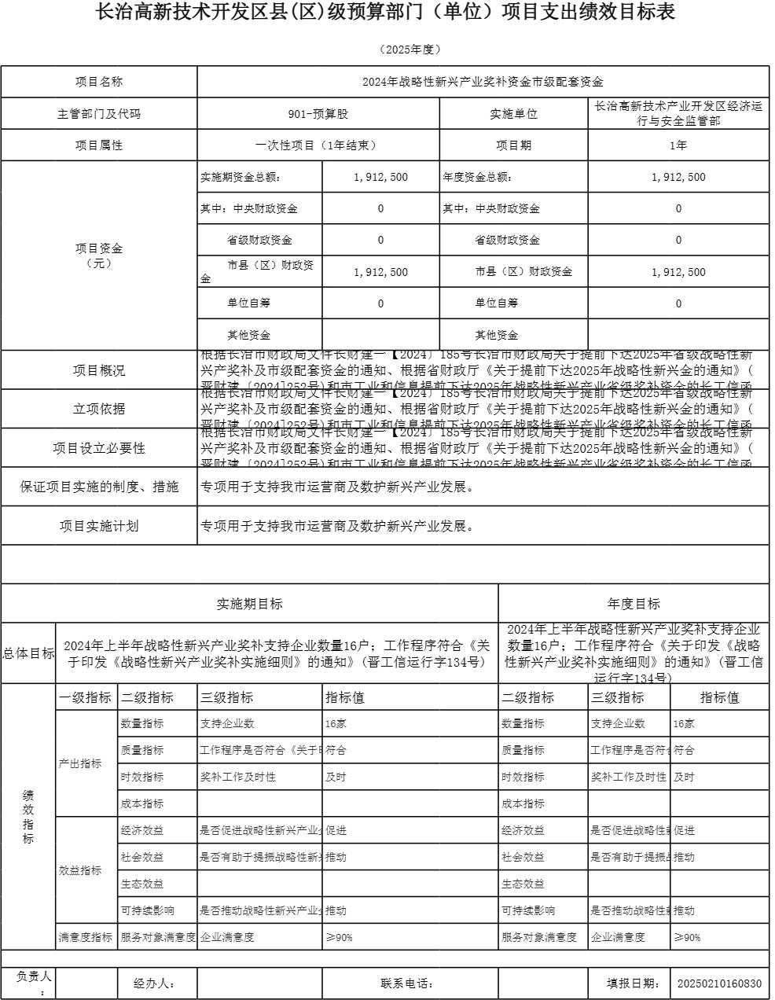 长治高新技术开发区县(区)级预算部门（单位）项目支出绩效目标表
（2025年度）
项目名称 2024年战略性新兴产业奖补资金市级配套资金
主管部门及代码 901-预算股 实施单位 长治高新技术产业开发区经济运
行与安全监管部
项目属性 一次性项目（1年结束） 项目期 1年
项目资金
（元）
实施期资金总额： 1,912,500 年度资金总额： 1,912,500
其中：中央财政资金 0 其中：中央财政资金 0
省级财政资金 0 省级财政资金 0
市县（区）财政资
金 1,912,500 市县（区）财政资金 1,912,500
单位自筹 0 单位自筹 0
其他资金 其他资金
项目概况 根据长治市财政局文件长财建一【2024〕185号长治市财政局关于提前下达2025年省级战略性新
兴产奖补及市级配套资金的通知、根据省财政厅《关于提前下达2025年战略性新兴金的通知》(
晋财建〔2024]252号)和市工业和信息提前下达2025年战略性新兴产业省级奖补资金的长工信函
立项依据 根据长治市财政局文件长财建一【2024〕185号长治市财政局关于提前下达2025年省级战略性新
兴产奖补及市级配套资金的通知、根据省财政厅《关于提前下达2025年战略性新兴金的通知》(
晋财建〔2024]252号)和市工业和信息提前下达2025年战略性新兴产业省级奖补资金的长工信函
项目设立必要性 根据长治市财政局文件长财建一【2024〕185号长治市财政局关于提前下达2025年省级战略性新
兴产奖补及市级配套资金的通知、根据省财政厅《关于提前下达2025年战略性新兴金的通知》(
晋财建〔2024]252号)和市工业和信息提前下达2025年战略性新兴产业省级奖补资金的长工信函
保证项目实施的制度、措施 专项用于支持我市运营商及数护新兴产业发展。
项目实施计划 专项用于支持我市运营商及数护新兴产业发展。
实施期目标 年度目标
总体目标 2024年上半年战略性新兴产业奖补支持企业数量16户；工作程序符合《关
于印发《战略性新兴产业奖补实施细则》的通知》(晋工信运行字134号)
2024年上半年战略性新兴产业奖补支持企业
数量16户；工作程序符合《关于印发《战略
性新兴产业奖补实施细则》的通知》(晋工信
运行字134号)
绩
效
指
标
一级指标 二级指标 三级指标 指标值 二级指标 三级指标 指标值
产出指标
数量指标 支持企业数 16家 数量指标 支持企业数 16家
质量指标 工作程序是否符合《关于 符合 质量指标 工作程序是否符 符合
时效指标 奖补工作及时性 及时 时效指标 奖补工作及时性 及时
成本指标 成本指标
效益指标
经济效益 是否促进战略性新兴产业 促进 经济效益 是否促进战略性 促进
社会效益 是否有助于提振战略性新 推动 社会效益 是否有助于提振 推动
生态效益 生态效益
可持续影响 是否推动战略性新兴产业 推动 可持续影响 是否推动战略性 推动
满意度指标 服务对象满意度 企业满意度 ≥90% 服务对象满意度 企业满意度 ≥90%
负责人
： 经办人： 联系电话： 填报日期： 20250210160830